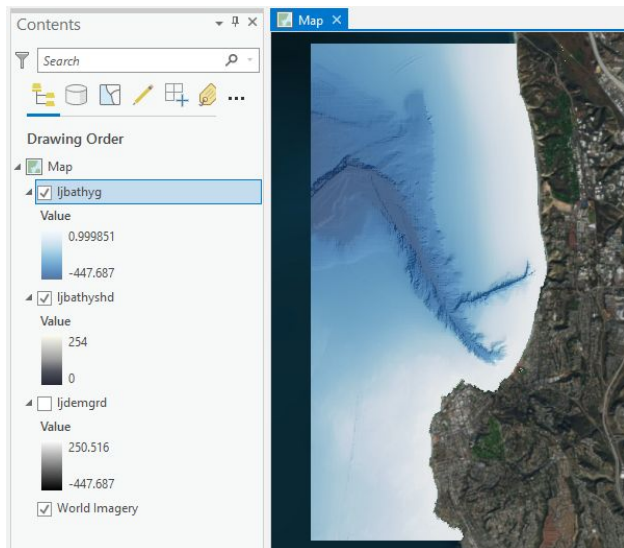 Contents
Search
Drawing Order
Map
ljbathyg
Value
0.999851
-447.687
ljbathyshd
Value
254
0
ljdemgrd
Value
250.516
-447.687
World Imagery
Map